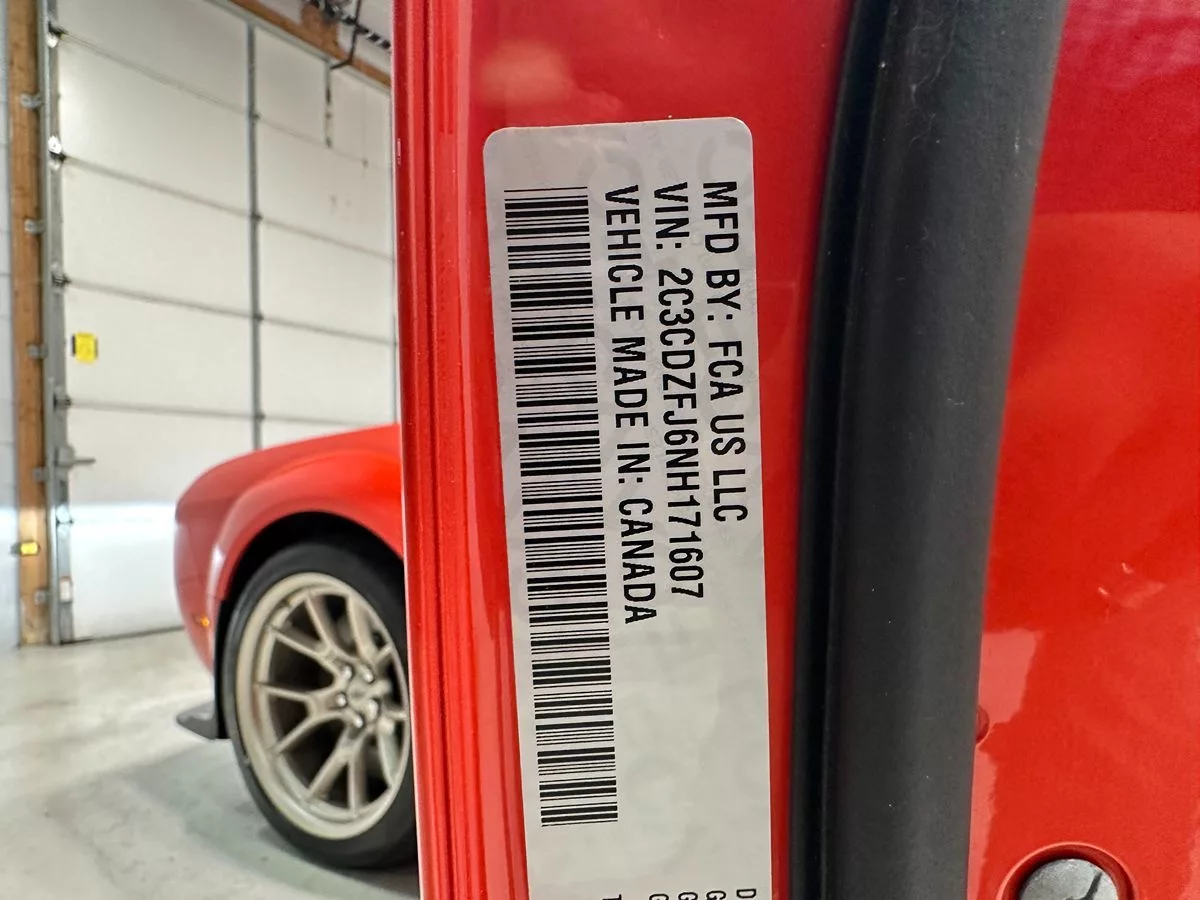 MFD BY: FCA US LLC
VIN: 2C3CDZFJ6NH171607
VEHICLE MADE IN: CANADA